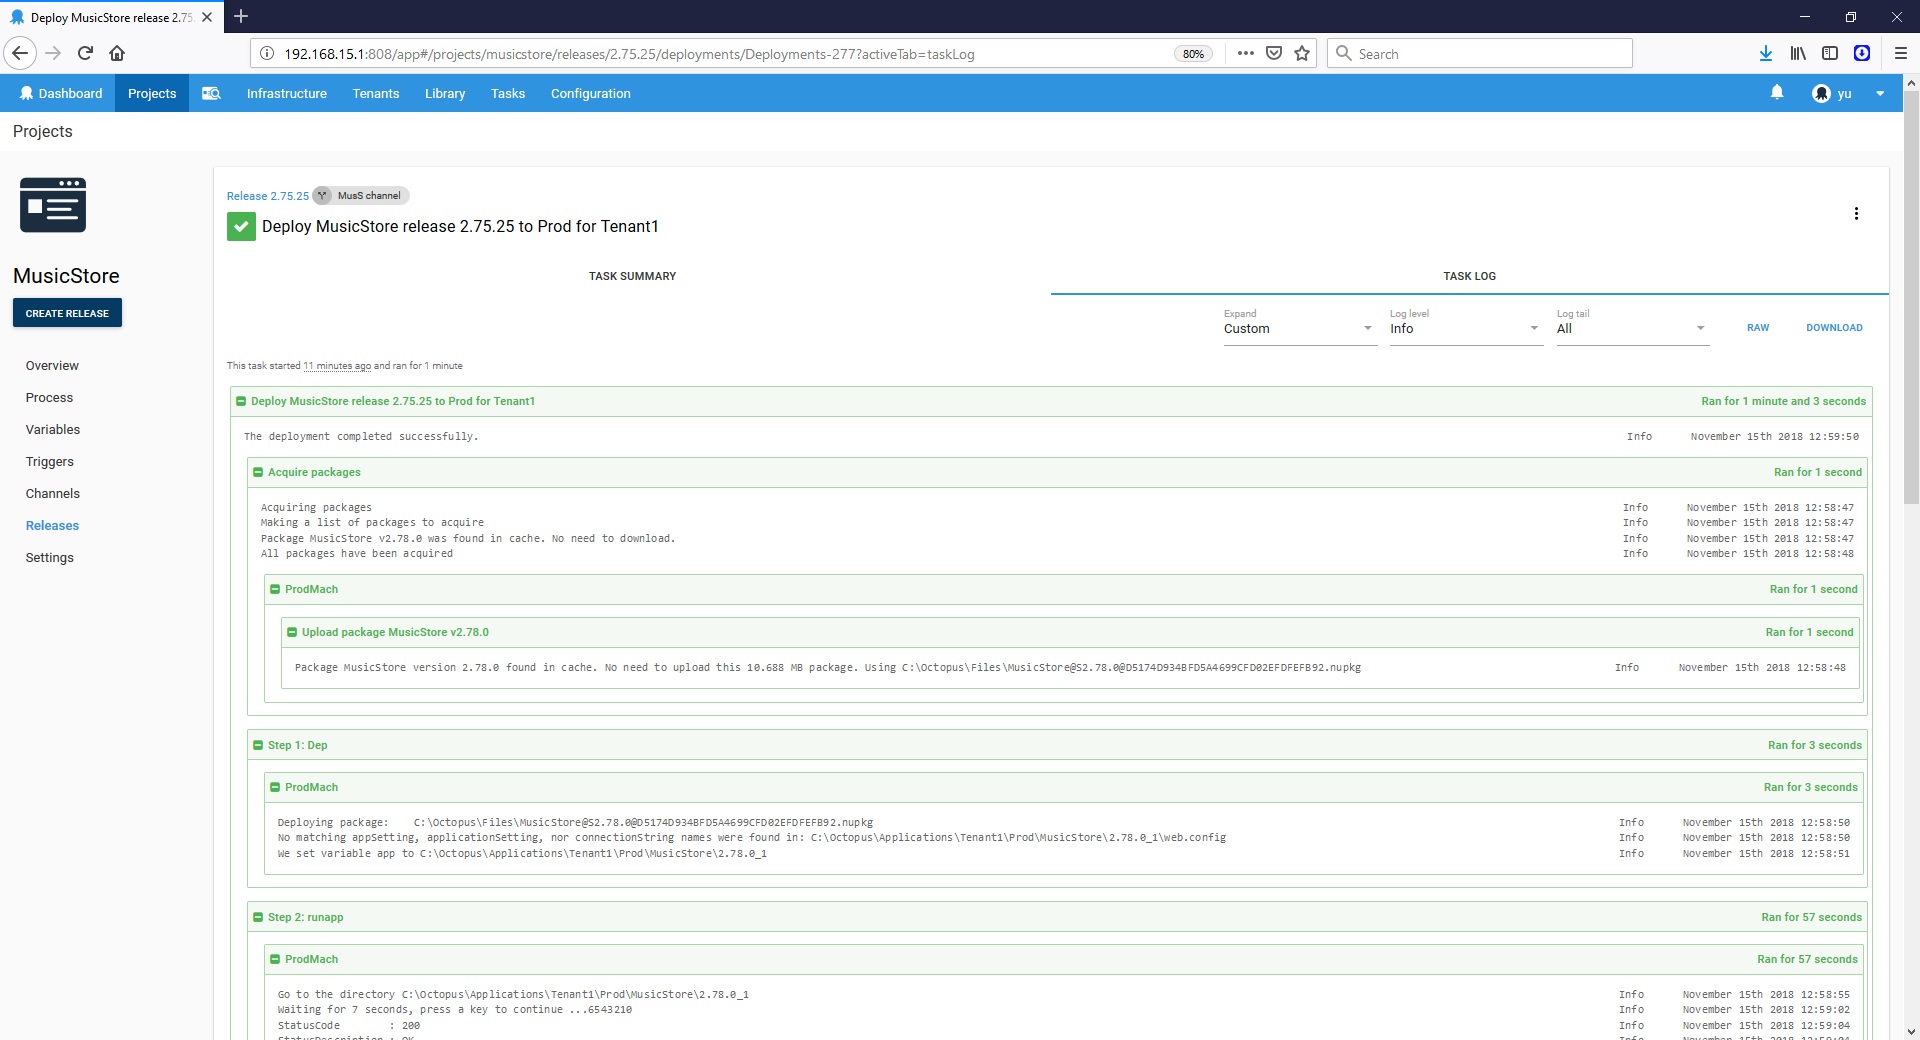 Deploy MusicStore release 2.75
192.168.15.1:808/app#/projects/musicstore/releases/2.75.25/deployments/Deployments-277?activeTab=taskLog 80% Search
Dashboard Projects Infrastructure Tenants Library Tasks Configuration yu
Projects
Release 2.75.25 MusS channel
Deploy MusicStore release 2.75.25 to Prod for Tenant1
MusicStore
CREATE RELEASE
Overview
Process
Variables
Triggers
Channels
Releases
Settings
TASK SUMMARY TASK LOG
Expand Log level Log tail
Custom Info All RAW DOWNLOAD
This task started 11 minutes ago and ran for 1 minute
Deploy MusicStore release 2.75.25 to Prod for Tenant1 Ran for 1 minute and 3 seconds
The deployment completed successfully. Info November 15th 2018 12:59:50
Acquire packages Ran for 1 second
Acquiring packages Info November 15th 2018 12:58:47
Making a list of packages to acquire Info November 15th 2018 12:58:47
Package MusicStore v2.78.0 was found in cache. No need to download. Info November 15th 2018 12:58:47
All packages have been acquired Info November 15th 2018 12:58:48
ProdMach Ran for 1 second
Upload package MusicStore v2.78.0 Ran for 1 second
Package MusicStore version 2.78.0 found in cache. No need to upload this 10.688 MB package. Using C:\Octopus\Files\MusicStore@S2.78.0@D5174D934BFD5A4699CFD02EFDFEFB92.nupkg Info November 15th 2018 12:58:48
Step 1: Dep Ran for 3 seconds
ProdMach Ran for 3 seconds
Deploying package: C:\Octopus\Files\MusicStore@S2.78.0@D5174D934BFD5A4699CFD02EFDFEFB92.nupkg Info November 15th 2018 12:58:50
No matching appSetting, applicationSetting, nor connectionString names were found in: C:\Octopus\Applications\Tenant1\Prod\MusicStore\2.78.0_1\web.config Info November 15th 2018 12:58:50
We set variable app to C:\Octopus\Applications\Tenant1\Prod\MusicStore\2.78.0_1 Info November 15th 2018 12:58:51
Step 2: runapp Ran for 57 seconds
ProdMach Ran for 57 seconds
Go to the directory C:\Octopus\Applications\Tenant1\Prod\MusicStore\2.78.0_1 Info November 15th 2018 12:58:55
Waiting for 7 seconds, press a key to continue ...6543210 Info November 15th 2018 12:59:02
StatusCode : 200 Info November 15th 2018 12:59:04
StatusDescription : OK Info November 15th 2018 12:59:04